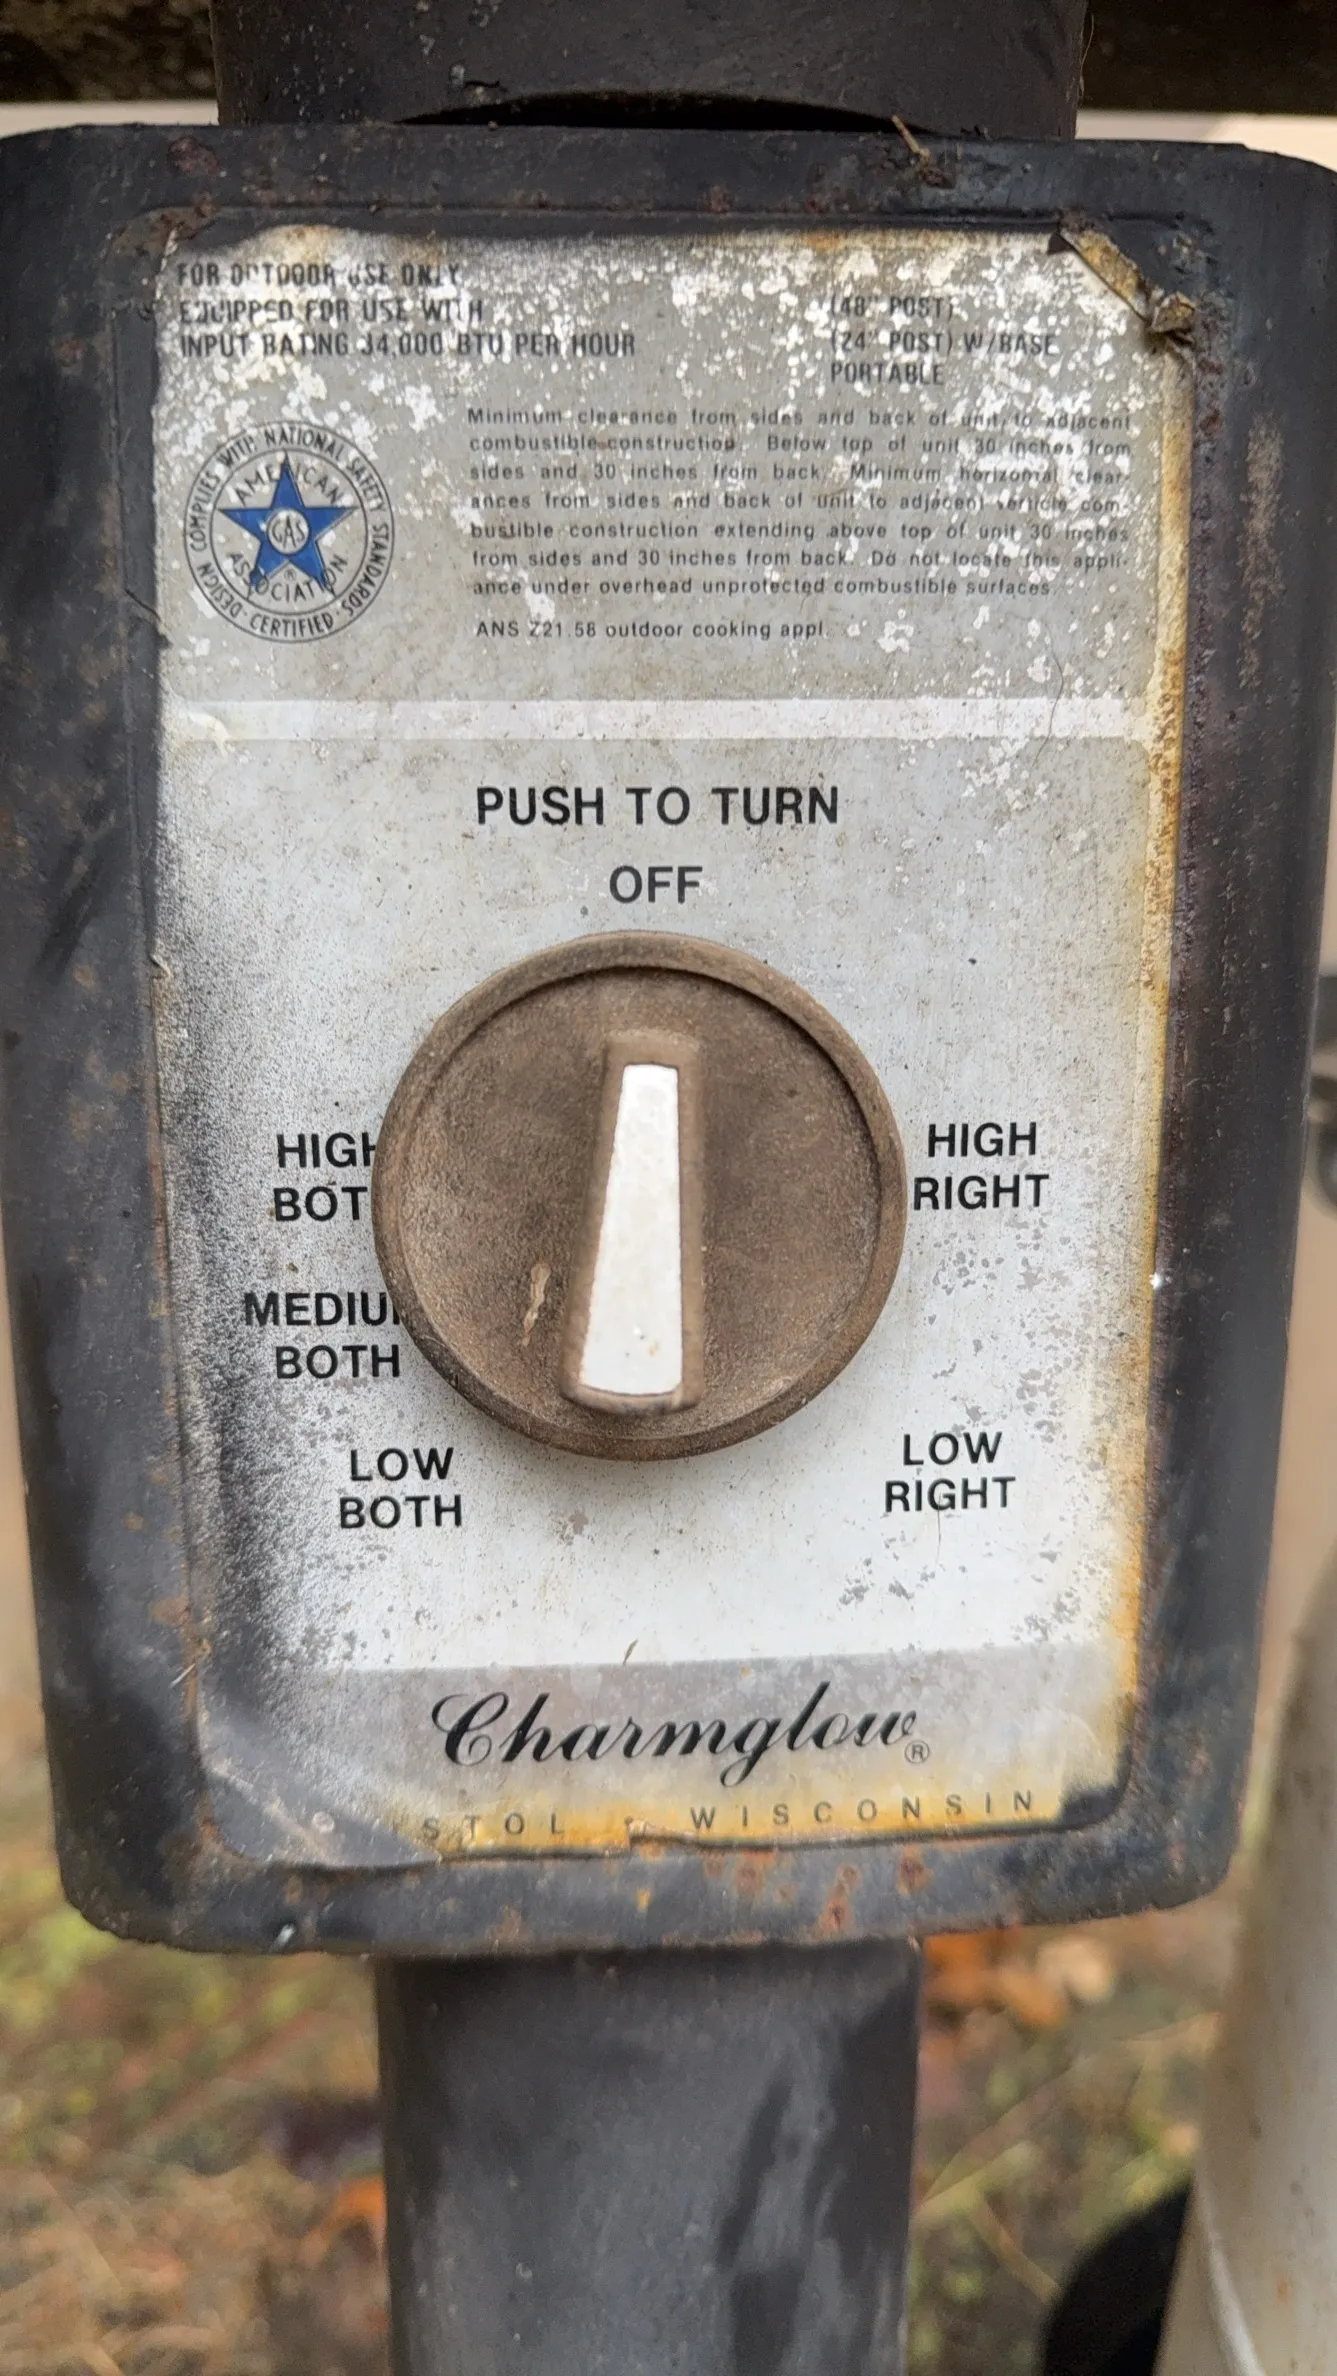 FOR OUTDOOR USE ONLY
EQUIPPED FOR USE WITH
INPUT RATING 34,000 BTU PER HOUR
(48" POST)
(24" POST) W/BASE
PORTABLE
DESIGN COMPLIES WITH NATIONAL SAFETY STANDARDS · CERTIFIED ·
AMERICAN
GAS
ASSOCIATION
®
Minimum clearance from sides and back of unit to adjacent
combustible construction. Below top of unit 30 inches from
sides and 30 inches from back. Minimum horizontal clear-
ances from sides and back of unit to adjacent verticle com-
bustible construction extending above top of unit 30 inches
from sides and 30 inches from back. Do not locate this appli-
ance under overhead unprotected combustible surfaces.
ANS Z21.58 outdoor cooking appl.
PUSH TO TURN
OFF
HIGH
BOT
HIGH
RIGHT
MEDIUM
BOTH
LOW
BOTH
LOW
RIGHT
Charmglow®
STOL · WISCONSIN